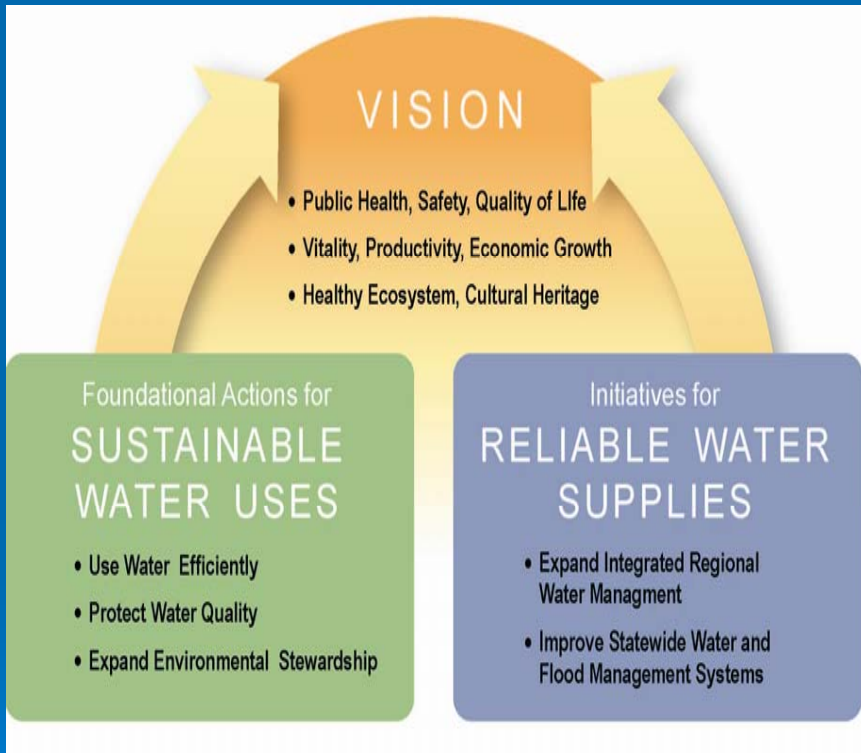 VISION
• Public Health, Safety, Quality of LIfe
• Vitality, Productivity, Economic Growth
• Healthy Ecosystem, Cultural Heritage
Foundational Actions for
SUSTAINABLE
WATER USES
• Use Water Efficiently
• Protect Water Quality
• Expand Environmental Stewardship
Initiatives for
RELIABLE WATER
SUPPLIES
• Expand Integrated Regional
Water Managment
• Improve Statewide Water and
Flood Management Systems